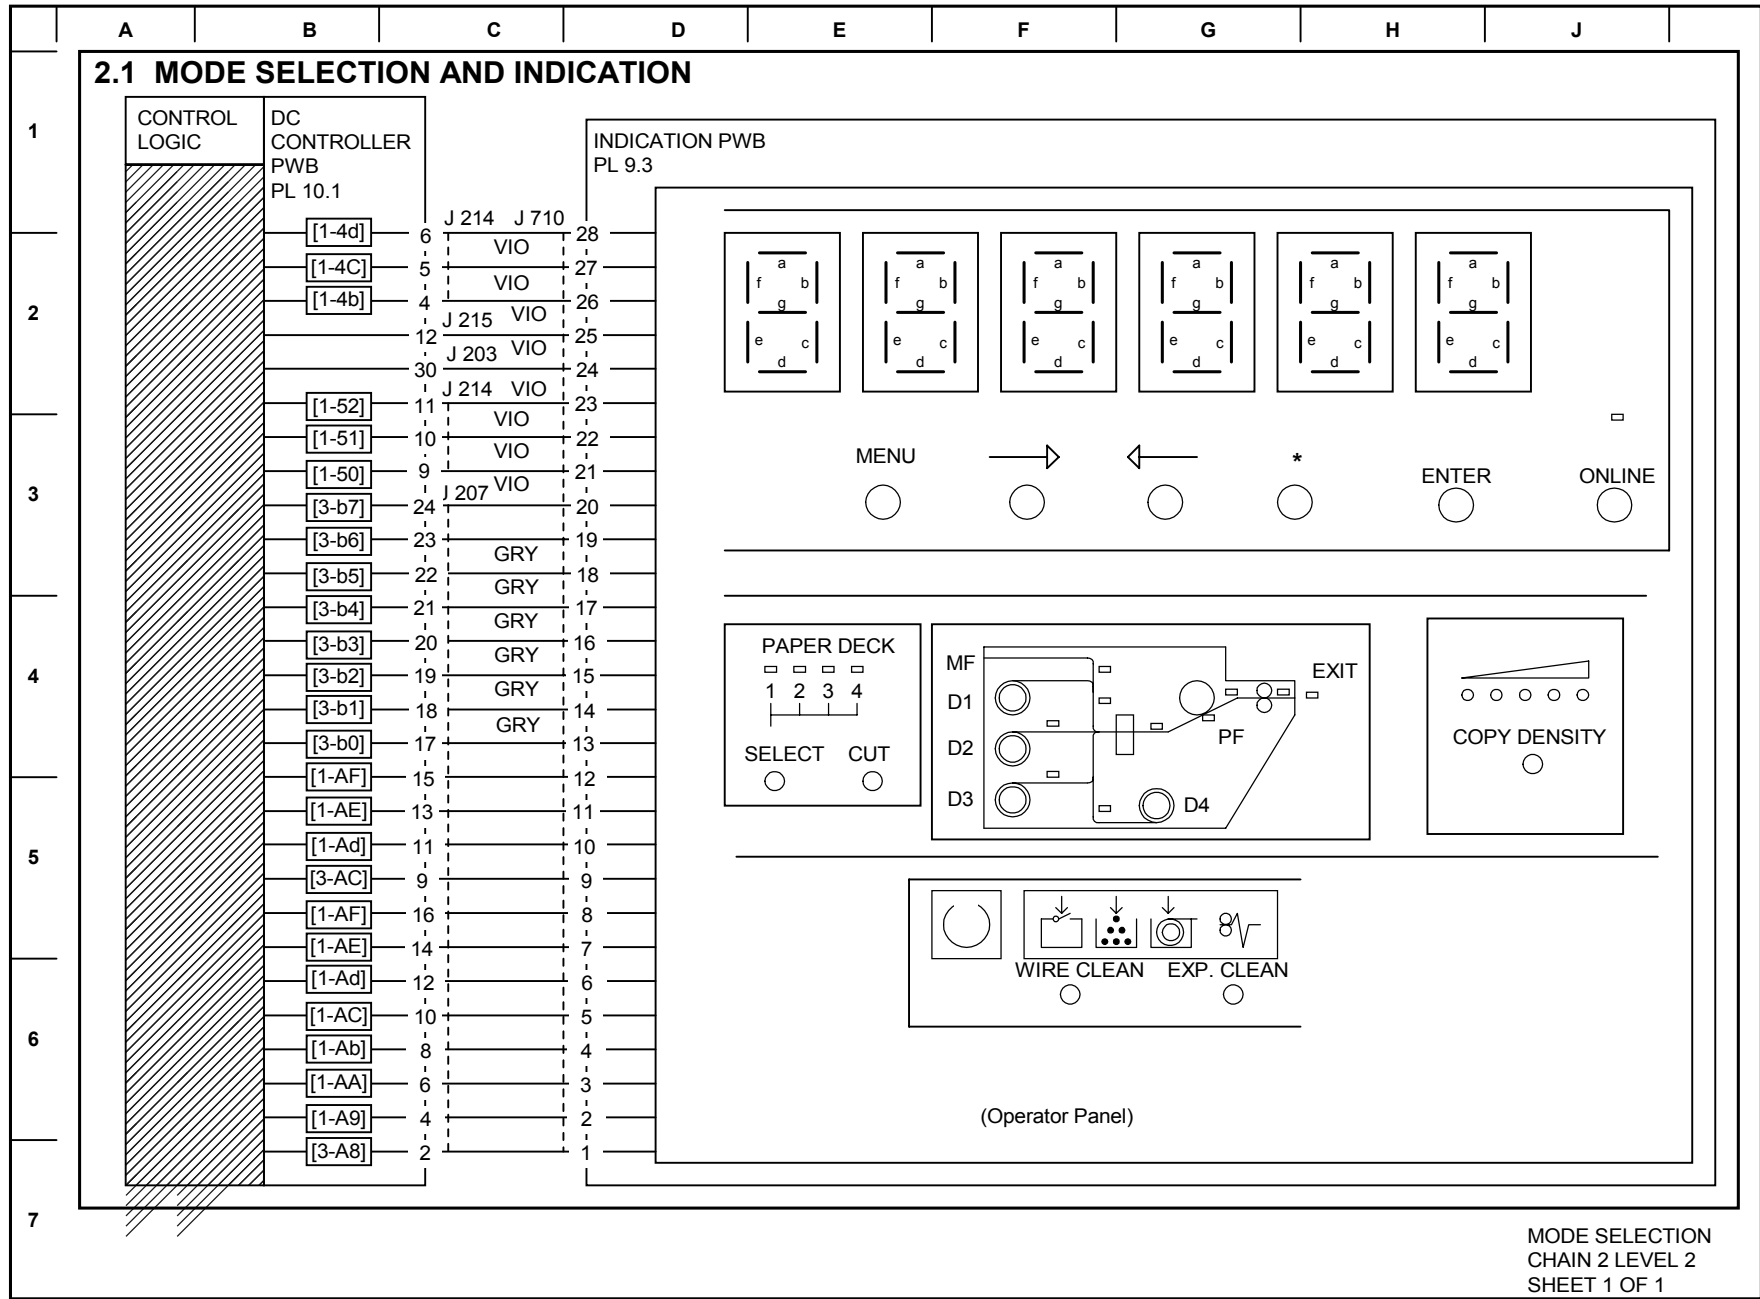 A B C D E F G H J
2.1 MODE SELECTION AND INDICATION
1
2
3
4
5
6
7
CONTROL
LOGIC
DC
CONTROLLER
PWB
PL 10.1
INDICATION PWB
PL 9.3
J 214 J 710
[1-4d] 6 28
VIO
[1-4C] 5 27
VIO
[1-4b] 4 26
J 215 VIO
12 25
J 203 VIO
30 24
J 214 VIO
[1-52] 11 23
VIO
[1-51] 10 22
VIO
[1-50] 9 21
J 207 VIO
[3-b7] 24 20
[3-b6] 23 19
GRY
[3-b5] 22 18
GRY
[3-b4] 21 17
GRY
[3-b3] 20 16
GRY
[3-b2] 19 15
GRY
[3-b1] 18 14
GRY
[3-b0] 17 13
[1-AF] 15 12
[1-AE] 13 11
[1-Ad] 11 10
[3-AC] 9 9
[1-AF] 16 8
[1-AE] 14 7
[1-Ad] 12 6
[1-AC] 10 5
[1-Ab] 8 4
[1-AA] 6 3
[1-A9] 4 2
[3-A8] 2 1
a a a a a a
f b f b f b f b f b f b
g g g g g g
e c e c e c e c e c e c
d d d d d d
MENU * ENTER ONLINE
PAPER DECK
1 2 3 4
SELECT CUT
MF
D1
D2
D3
D4
PF
EXIT
COPY DENSITY
WIRE CLEAN EXP. CLEAN
(Operator Panel)
MODE SELECTION
CHAIN 2 LEVEL 2
SHEET 1 OF 1